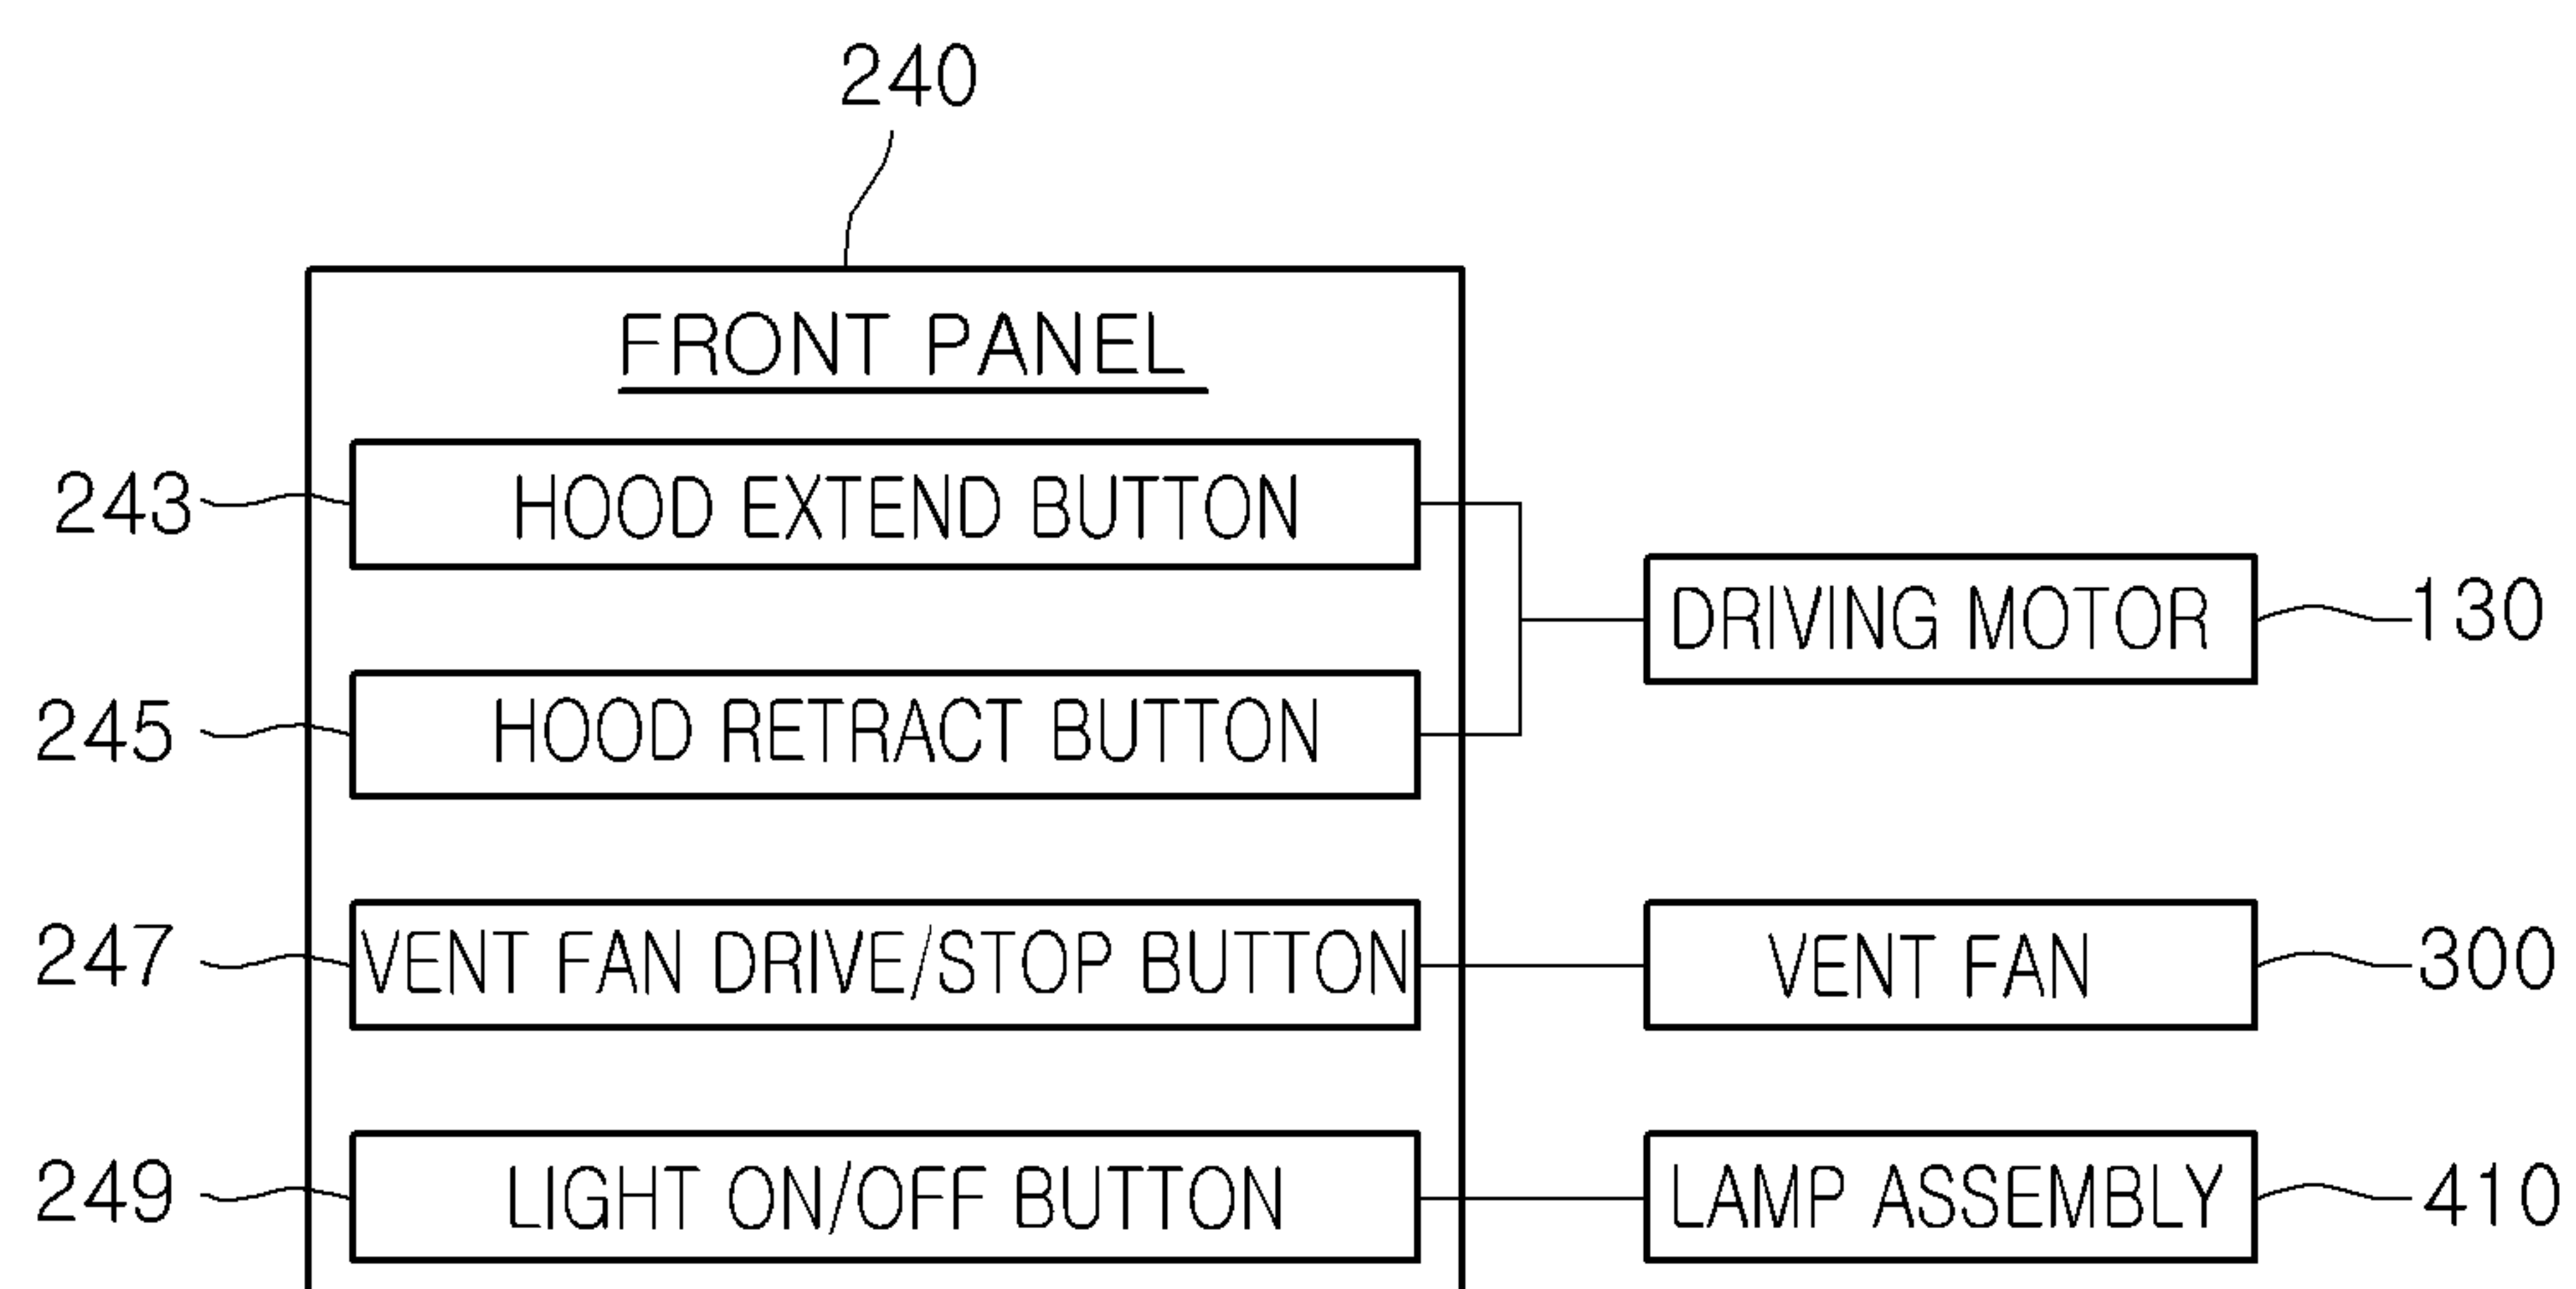 240
FRONT PANEL
243 HOOD EXTEND BUTTON
DRIVING MOTOR 130
245 HOOD RETRACT BUTTON
247 VENT FAN DRIVE/STOP BUTTON VENT FAN 300
249 LIGHT ON/OFF BUTTON LAMP ASSEMBLY 410